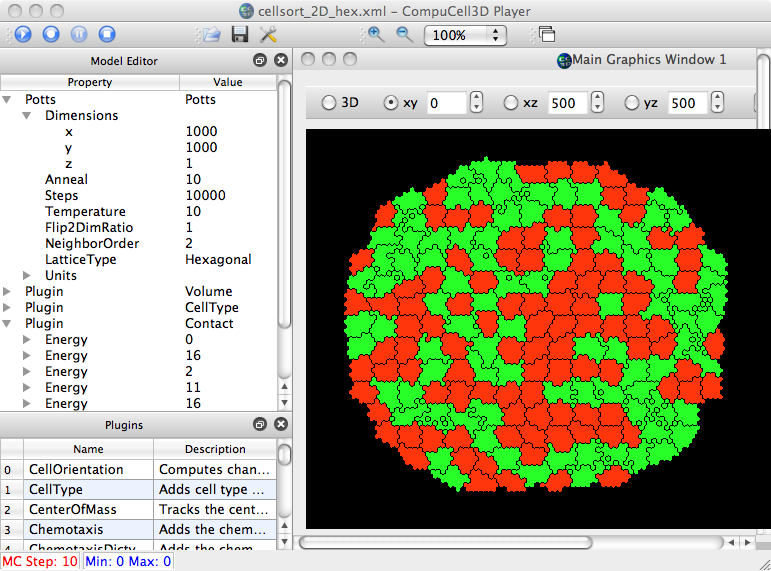 cellsort_2D_hex.xml - CompuCell3D Player
100%
Model Editor
Property Value
Potts Potts
Dimensions
x 1000
y 1000
z 1
Anneal 10
Steps 10000
Temperature 10
Flip2DimRatio 1
NeighborOrder 2
LatticeType Hexagonal
Units
Plugin Volume
Plugin CellType
Plugin Contact
Energy 0
Energy 16
Energy 2
Energy 11
Energy 16
Plugins
Name Description
0 CellOrientation Computes chan...
1 CellType Adds cell type ...
2 CenterOfMass Tracks the cent...
3 Chemotaxis Adds the chem...
4 ChemotaxisDicty Adds the chem...
Main Graphics Window 1
3D xy 0 xz 500 yz 500
MC Step: 10 Min: 0 Max: 0